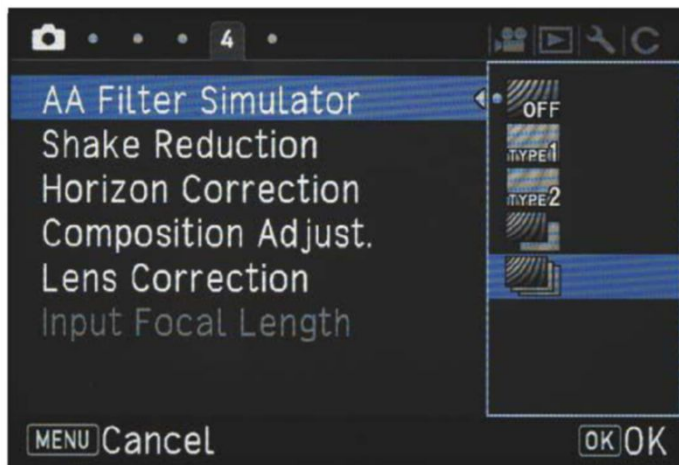 4 C
AA Filter Simulator
OFF
Shake Reduction
TYPE1
Horizon Correction
TYPE2
Composition Adjust.
Lens Correction
Input Focal Length
MENU Cancel
OK OK